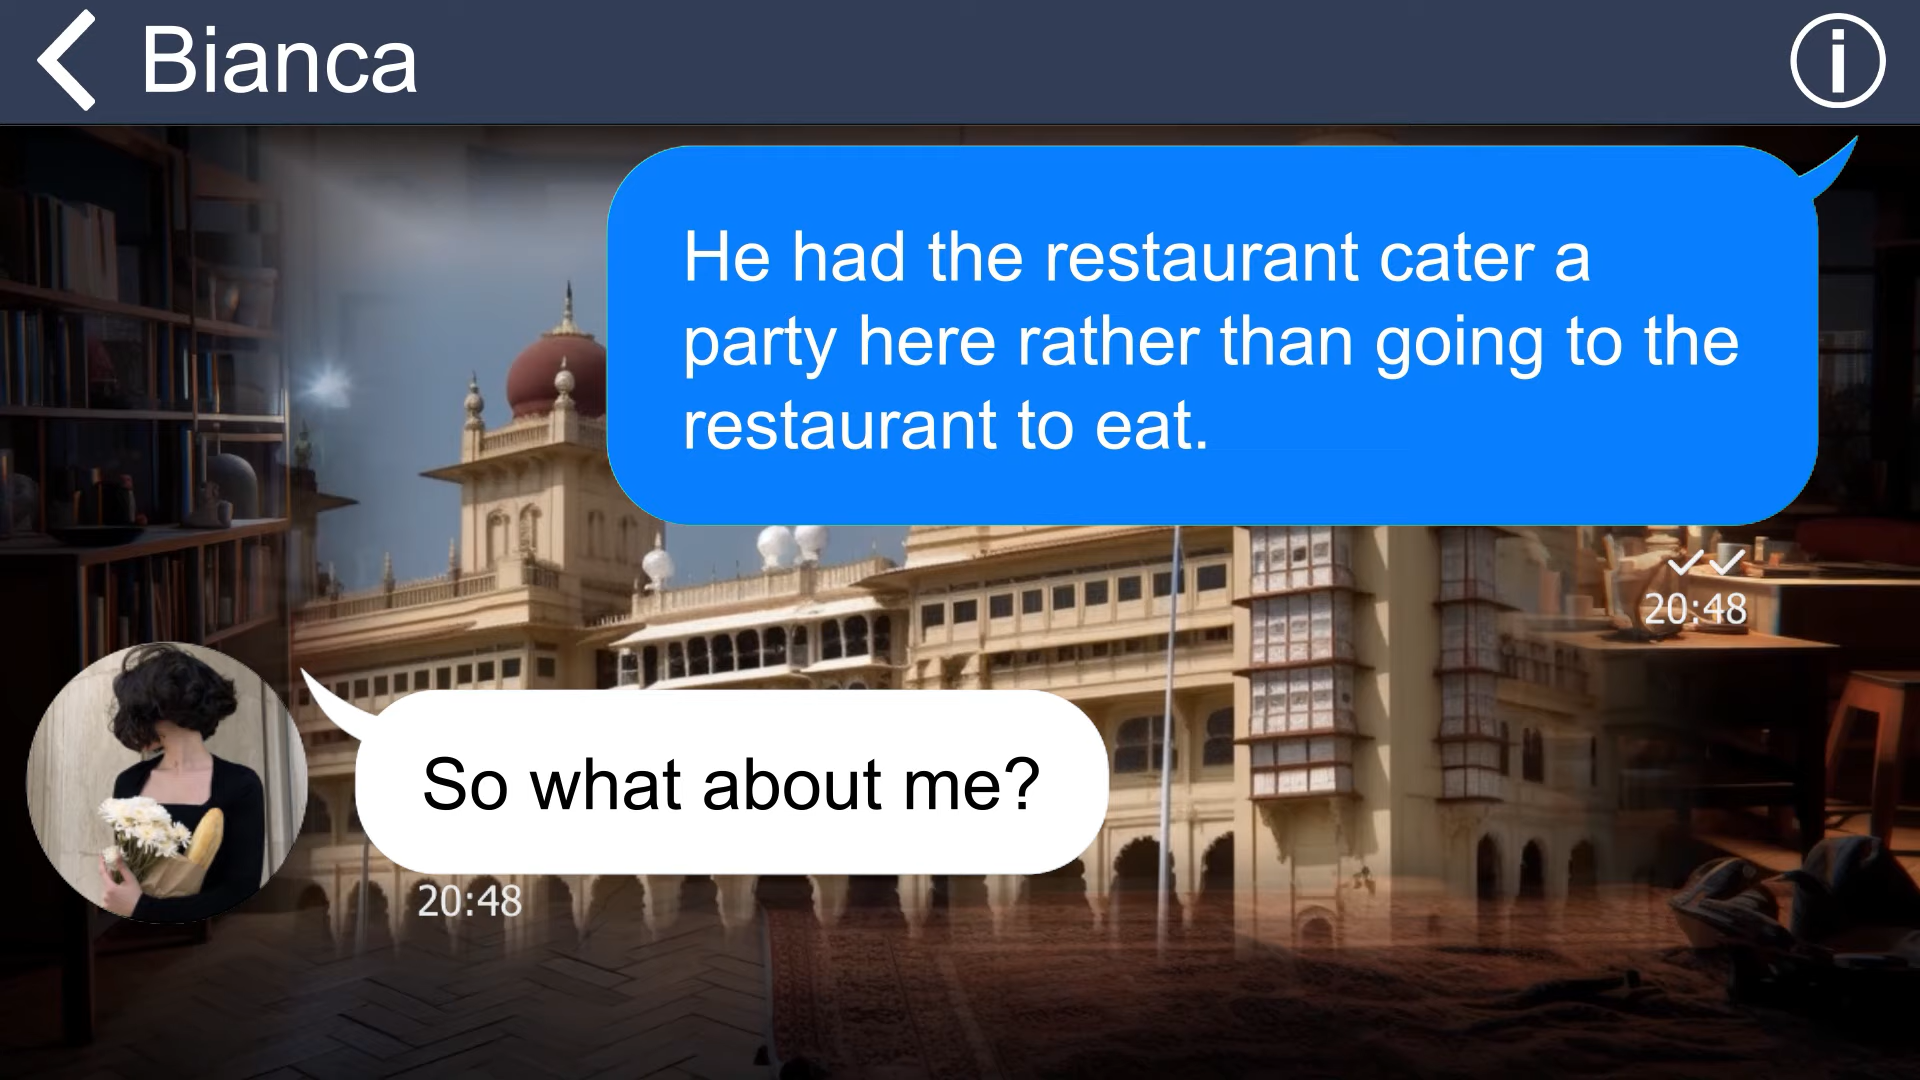 Bianca
He had the restaurant cater a
party here rather than going to the
restaurant to eat.
20:48
So what about me?
20:48